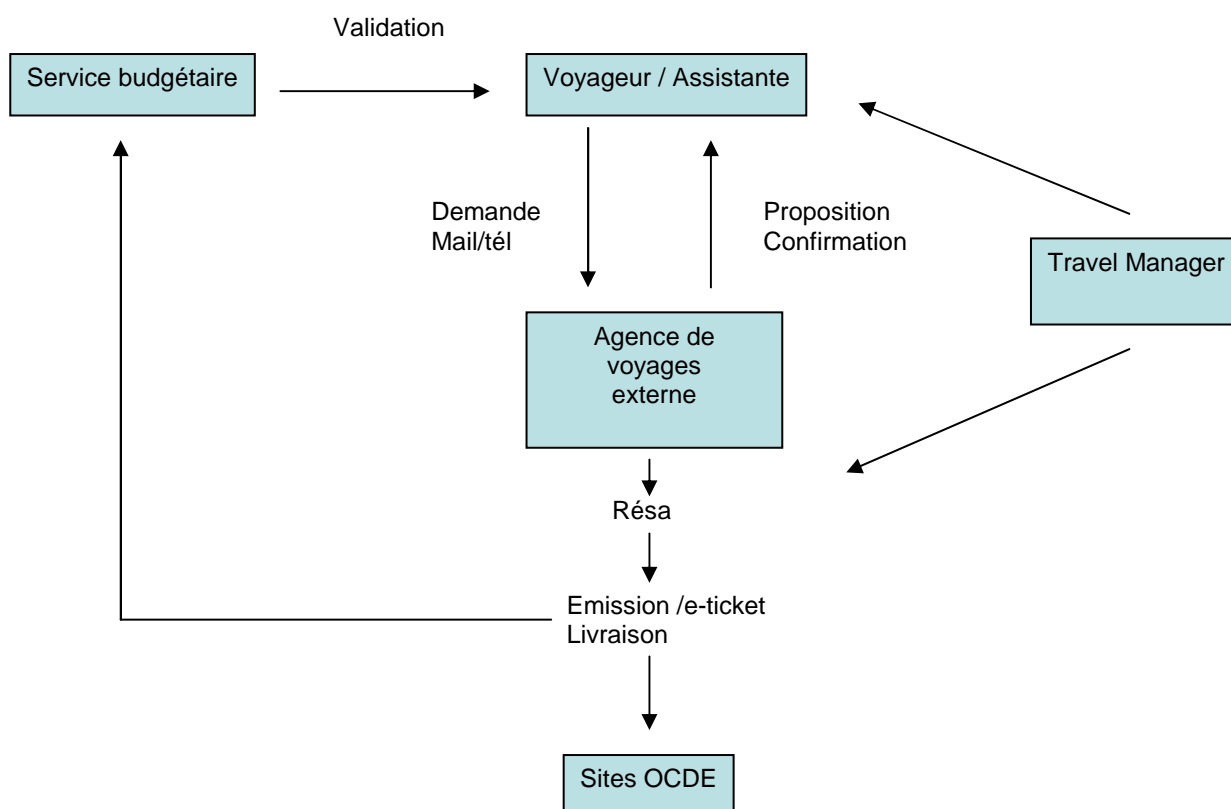 Validation
Service budgétaire
Voyageur / Assistante
Demande
Mail/tél
Proposition
Confirmation
Travel Manager
Agence de
voyages
externe
Résa
Emission /e-ticket
Livraison
Sites OCDE